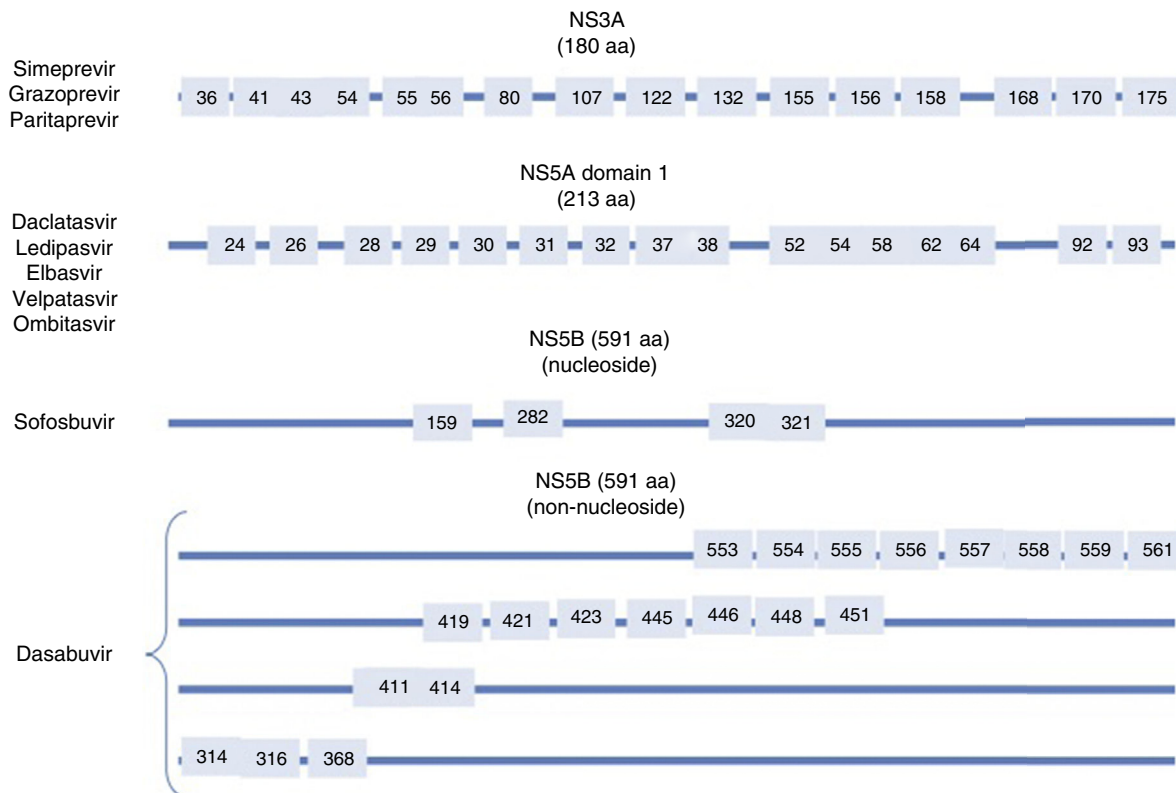 NS3A
(180 aa)
Simeprevir
Grazoprevir
Paritaprevir
36 41 43 54 55 56 80 107 122 132 155 156 158 168 170 175
NS5A domain 1
(213 aa)
Daclatasvir
Ledipasvir
Elbasvir
Velpatasvir
Ombitasvir
24 26 28 29 30 31 32 37 38 52 54 58 62 64 92 93
NS5B (591 aa)
(nucleoside)
Sofosbuvir
159 282 320 321
NS5B (591 aa)
(non-nucleoside)
Dasabuvir
553 554 555 556 557 558 559 561
419 421 423 445 446 448 451
411 414
314 316 368